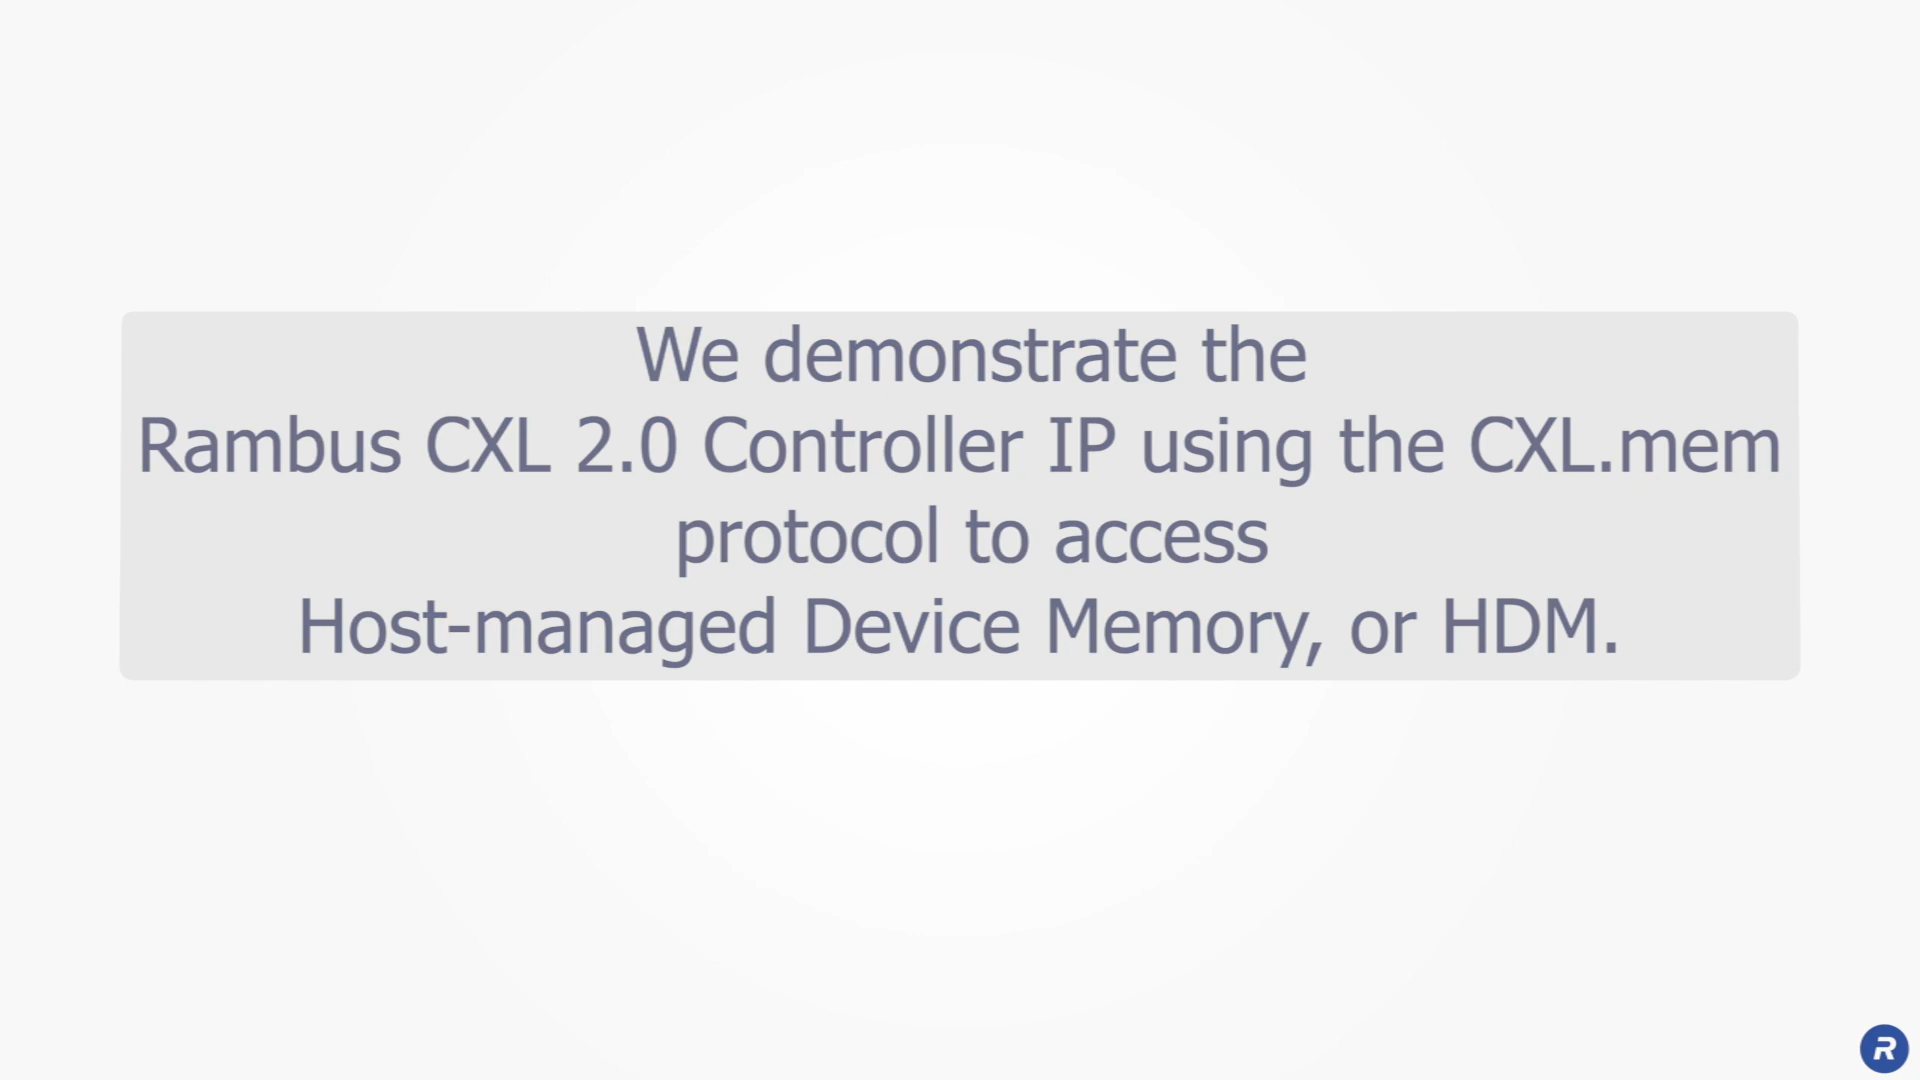 We demonstrate the
Rambus CXL 2.0 Controller IP using the CXL.mem
protocol to access
Host-managed Device Memory, or HDM.
R